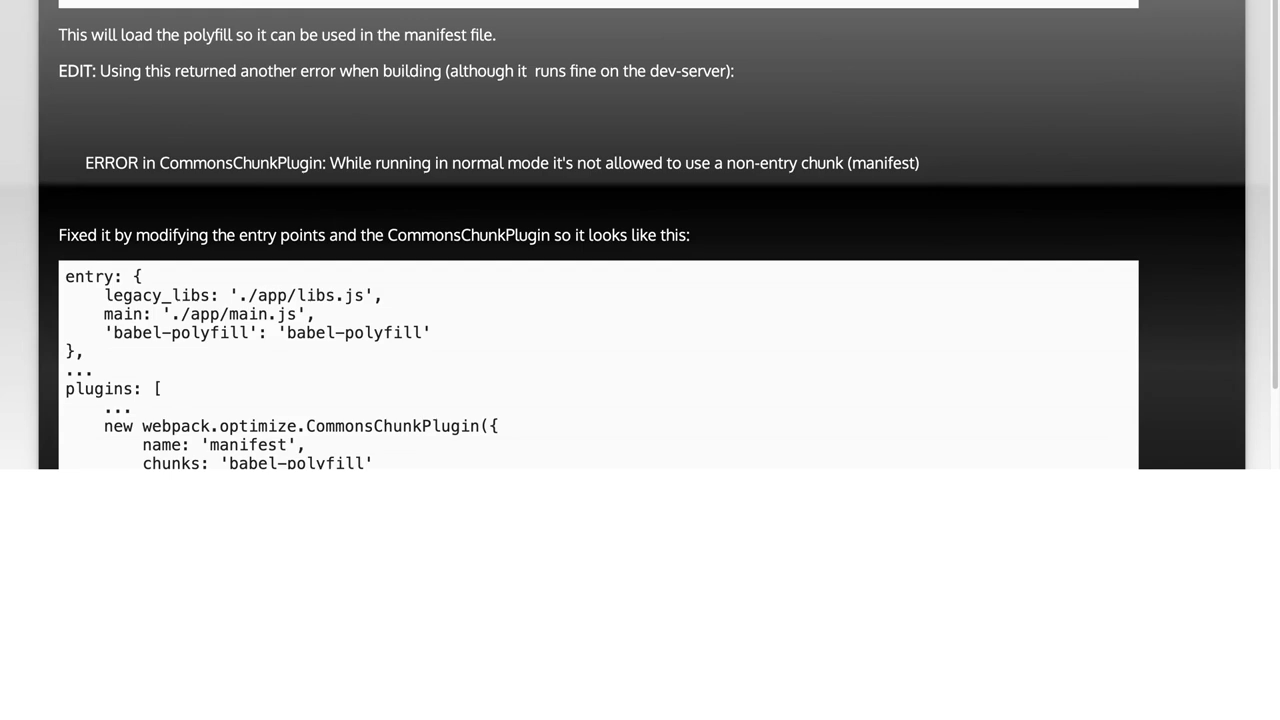 This will load the polyfill so it can be used in the manifest file.
EDIT: Using this returned another error when building (although it  runs fine on the dev-server):
ERROR in CommonsChunkPlugin: While running in normal mode it's not allowed to use a non-entry chunk (manifest)
Fixed it by modifying the entry points and the CommonsChunkPlugin so it looks like this:
entry: {
    legacy_libs: './app/libs.js',
    main: './app/main.js',
    'babel-polyfill': 'babel-polyfill'
},
...
plugins: [
    ...
    new webpack.optimize.CommonsChunkPlugin({
        name: 'manifest',
        chunks: 'babel-polyfill'